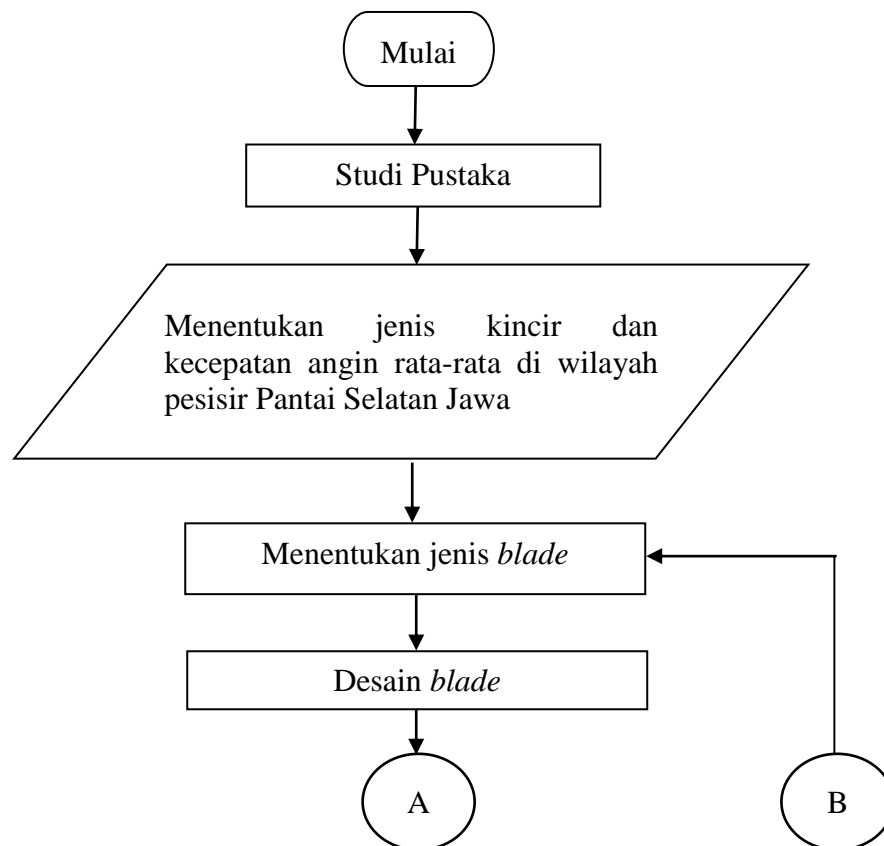 Mulai
Studi Pustaka
Menentukan jenis kincir dan
kecepatan angin rata-rata di wilayah
pesisir Pantai Selatan Jawa
Menentukan jenis blade
Desain blade
A
B